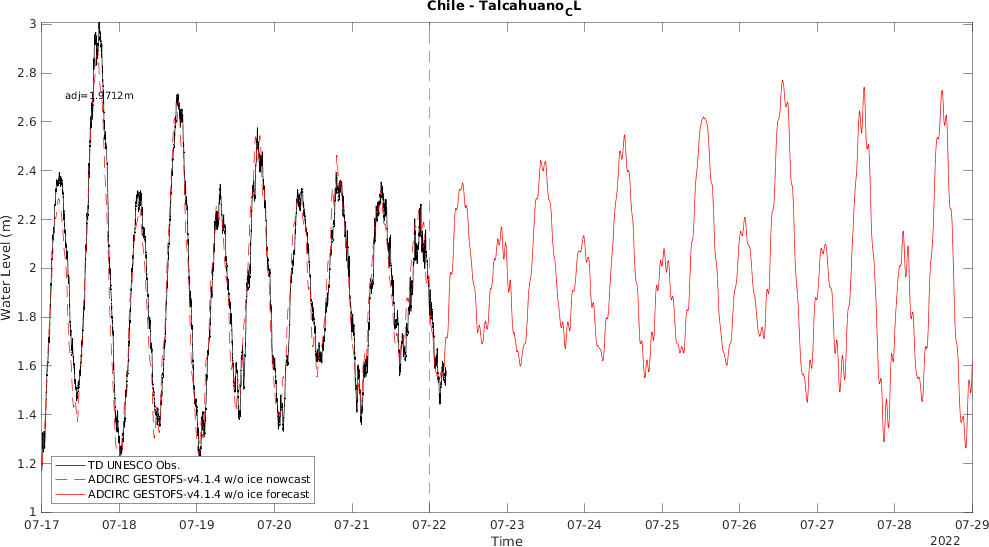 Chile - TalcahuanoCL
3
2.8
adj=1.9712m
2.6
2.4
2.2
Water Level (m)
2
1.8
1.6
1.4
1.2
1
TD UNESCO Obs.
ADCIRC GESTOFS-v4.1.4 w/o ice nowcast
ADCIRC GESTOFS-v4.1.4 w/o ice forecast
07-17 07-18 07-19 07-20 07-21 07-22 07-23 07-24 07-25 07-26 07-27 07-28 07-29
Time
2022